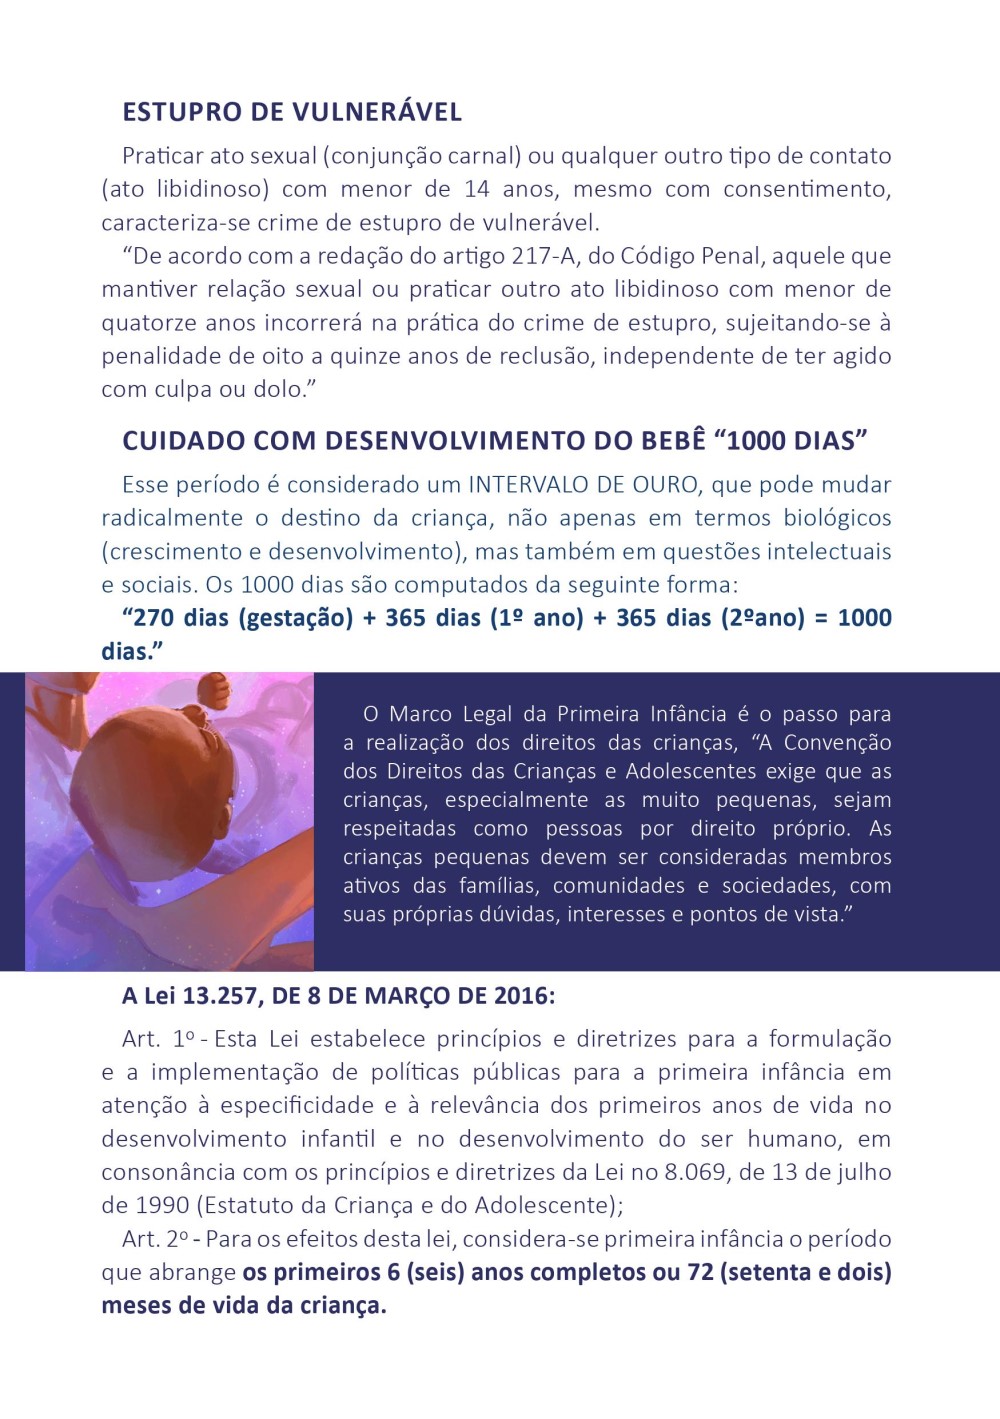 ESTUPRO DE VULNERÁVEL
Praticar ato sexual (conjunção carnal) ou qualquer outro tipo de contato
(ato libidinoso) com menor de 14 anos, mesmo com consentimento,
caracteriza-se crime de estupro de vulnerável.
“De acordo com a redação do artigo 217-A, do Código Penal, aquele que
mantiver relação sexual ou praticar outro ato libidinoso com menor de
quatorze anos incorrerá na prática do crime de estupro, sujeitando-se à
penalidade de oito a quinze anos de reclusão, independente de ter agido
com culpa ou dolo.”
CUIDADO COM DESENVOLVIMENTO DO BEBÊ “1000 DIAS”
Esse período é considerado um INTERVALO DE OURO, que pode mudar
radicalmente o destino da criança, não apenas em termos biológicos
(crescimento e desenvolvimento), mas também em questões intelectuais
e sociais. Os 1000 dias são computados da seguinte forma:
“270 dias (gestação) + 365 dias (1º ano) + 365 dias (2ºano) = 1000
dias.”
O Marco Legal da Primeira Infância é o passo para
a realização dos direitos das crianças, “A Convenção
dos Direitos das Crianças e Adolescentes exige que as
crianças, especialmente as muito pequenas, sejam
respeitadas como pessoas por direito próprio. As
crianças pequenas devem ser consideradas membros
ativos das famílias, comunidades e sociedades, com
suas próprias dúvidas, interesses e pontos de vista.”
A Lei 13.257, DE 8 DE MARÇO DE 2016:
Art. 1º - Esta Lei estabelece princípios e diretrizes para a formulação
e a implementação de políticas públicas para a primeira infância em
atenção à especificidade e à relevância dos primeiros anos de vida no
desenvolvimento infantil e no desenvolvimento do ser humano, em
consonância com os princípios e diretrizes da Lei no 8.069, de 13 de julho
de 1990 (Estatuto da Criança e do Adolescente);
Art. 2º - Para os efeitos desta lei, considera-se primeira infância o período
que abrange os primeiros 6 (seis) anos completos ou 72 (setenta e dois)
meses de vida da criança.